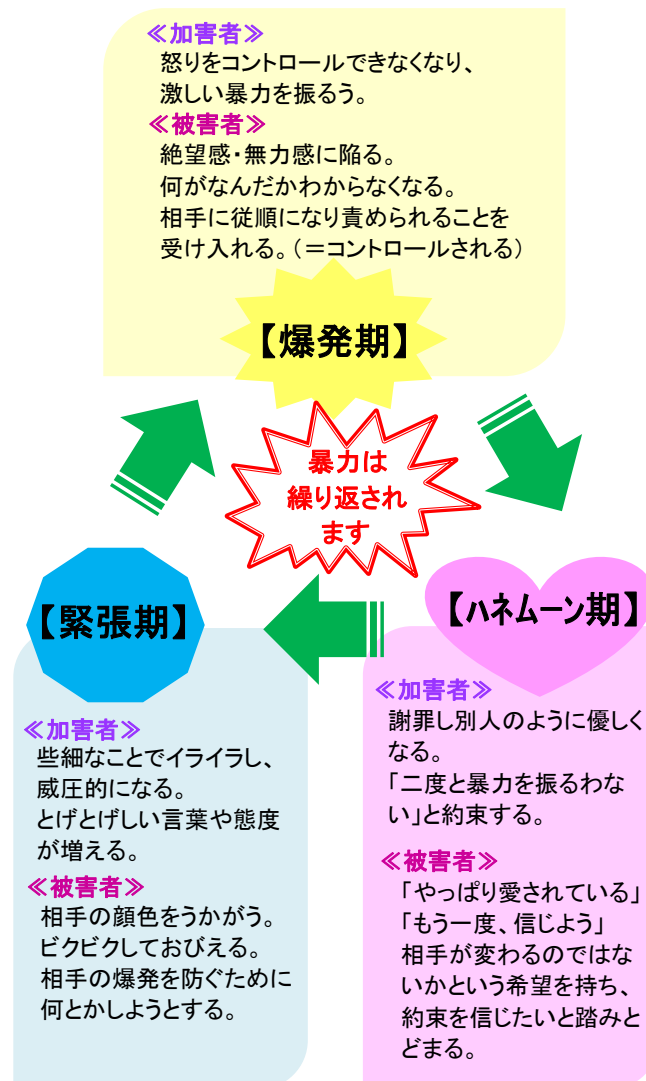 ≪加害者≫
怒りをコントロールできなくなり、
激しい暴力を振るう。
≪被害者≫
絶望感・無力感に陥る。
何がなんだかわからなくなる。
相手に従順になり責められることを
受け入れる。(=コントロールされる)
【爆発期】
暴力は
繰り返され
ます
【緊張期】
≪加害者≫
些細なことでイライラし、
威圧的になる。
とげとげしい言葉や態度
が増える。
≪被害者≫
相手の顔色をうかがう。
ビクビクしておびえる。
相手の爆発を防ぐために
何とかしようとする。
【ハネムーン期】
≪加害者≫
謝罪し別人のように優しく
なる。
「二度と暴力を振るわな
い」と約束する。
≪被害者≫
「やっぱり愛されている」
「もう一度、信じよう」
相手が変わるのではな
いかという希望を持ち、
約束を信じたいと踏みと
どまる。